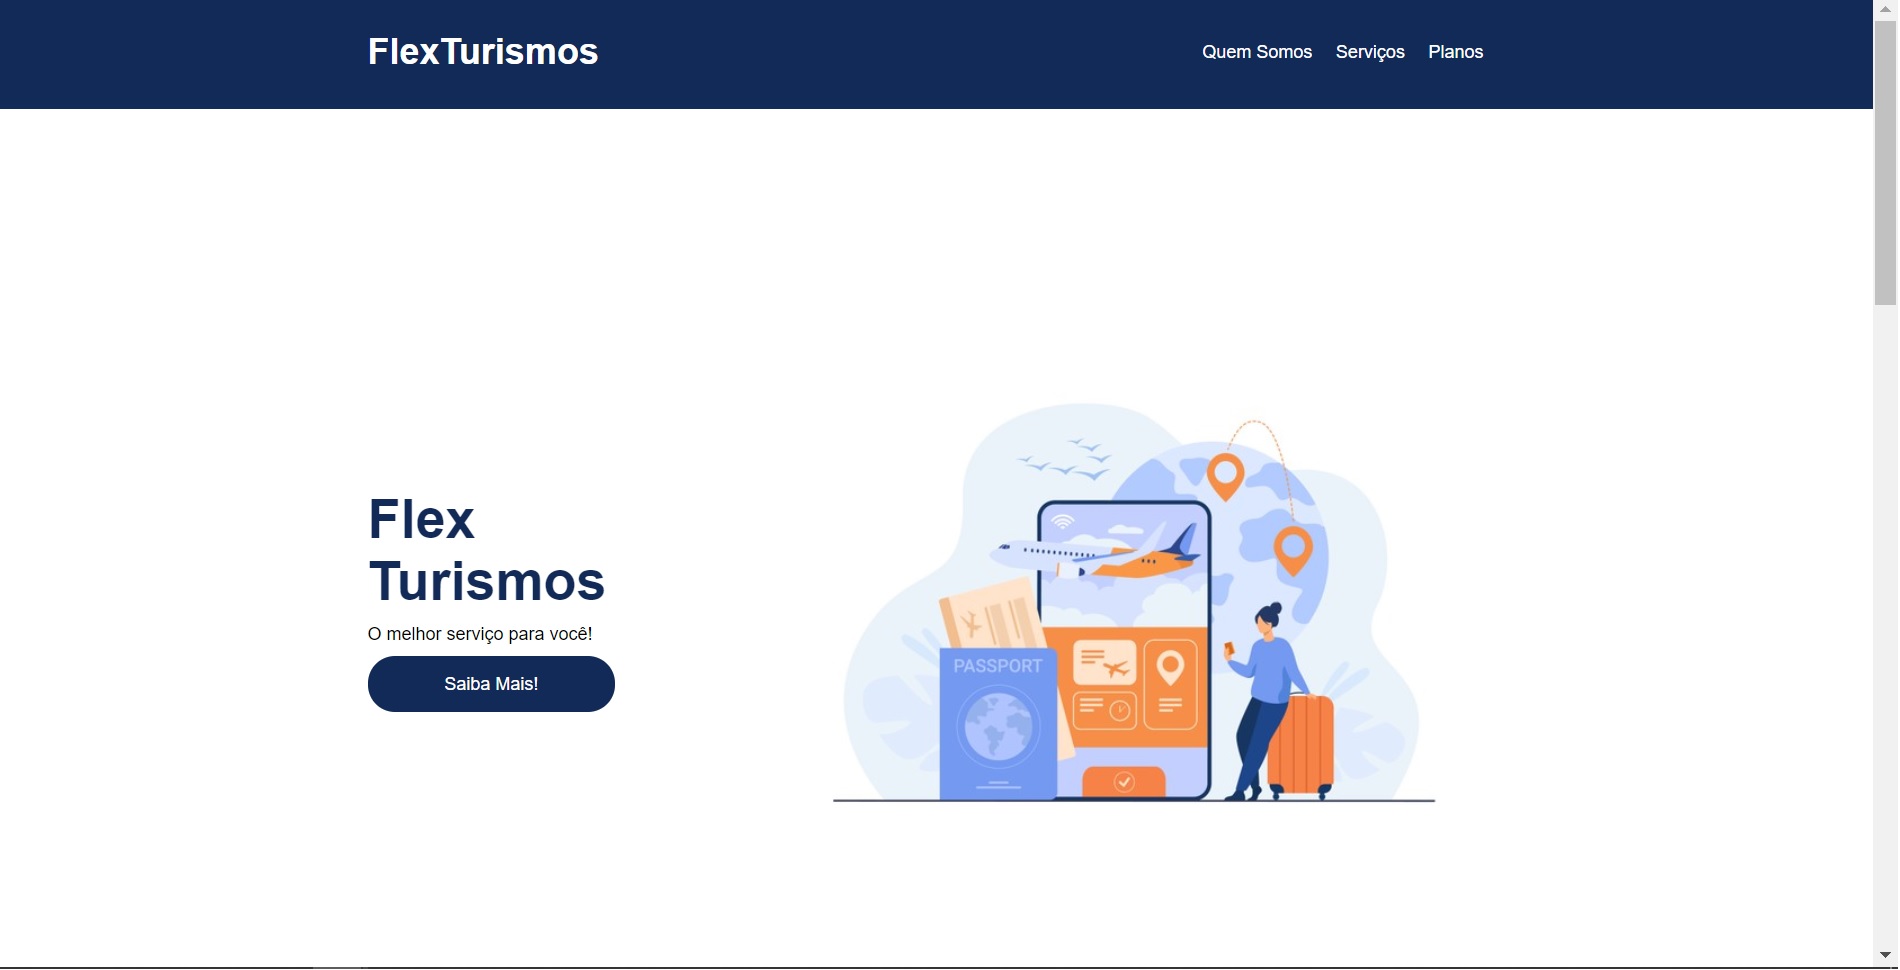 FlexTurismos
Quem Somos Serviços Planos
Flex
Turismos
O melhor serviço para você!
Saiba Mais!
PASSPORT